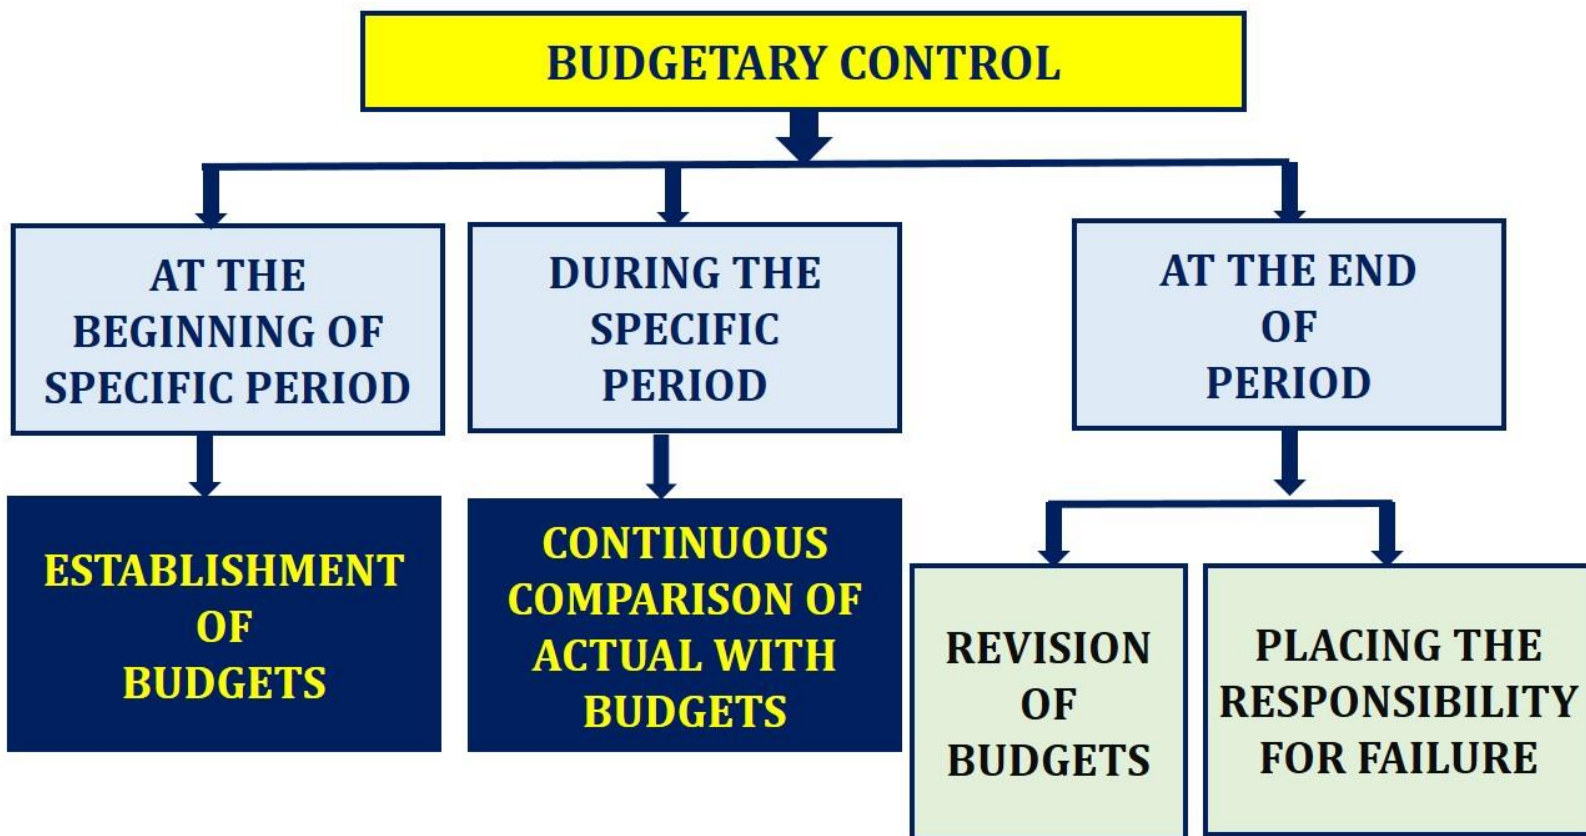 BUDGETARY CONTROL
AT THE
BEGINNING OF
SPECIFIC PERIOD
DURING THE
SPECIFIC
PERIOD
AT THE END
OF
PERIOD
ESTABLISHMENT
OF
BUDGETS
CONTINUOUS
COMPARISON OF
ACTUAL WITH
BUDGETS
REVISION
OF
BUDGETS
PLACING THE
RESPONSIBILITY
FOR FAILURE